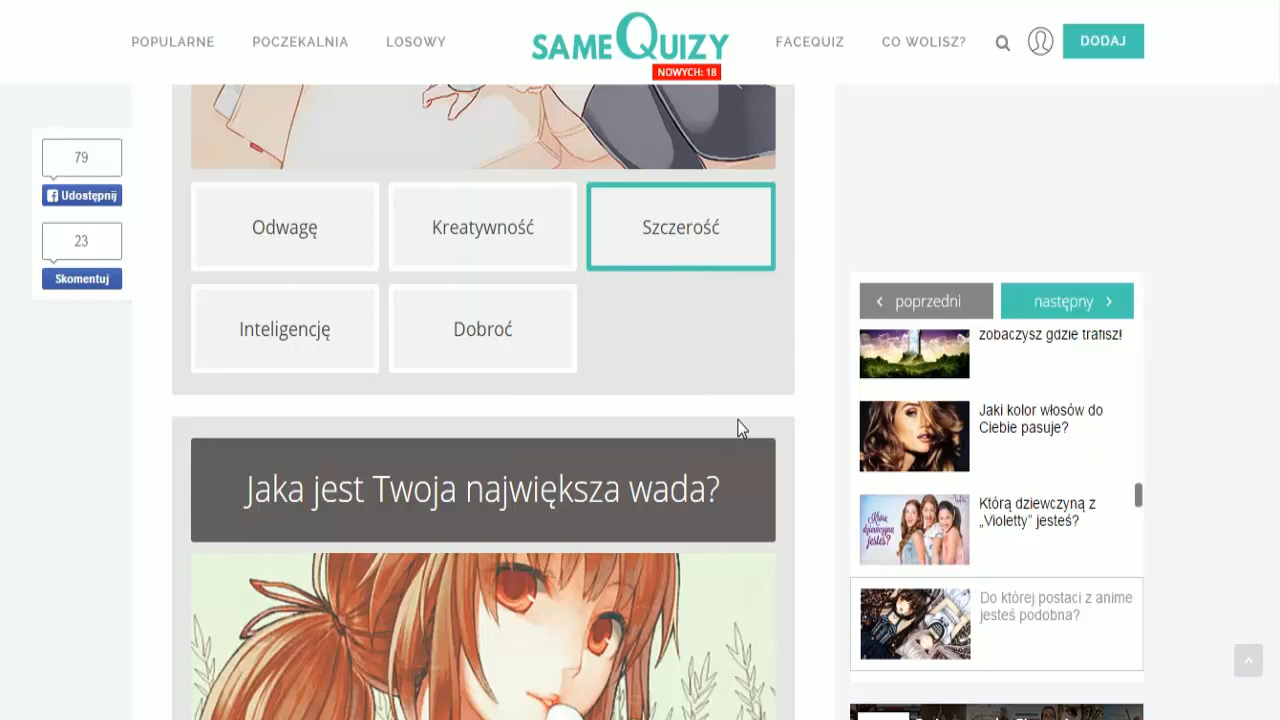 POPULARNE
POCZEKALNIA
LOSOWY
SAMEQUIZY
NOWYCH: 18
FACEQUIZ
CO WOLISZ?
DODAJ
79
Udostępnij
23
Skomentuj
Odwagę
Kreatywność
Szczerość
Inteligencję
Dobroć
Jaka jest Twoja największa wada?
poprzedni
następny
zobaczysz gdzie trafisz!
Jaki kolor włosów do
Ciebie pasuje?
Którą dziewczyną z
„Violetty” jesteś?
Do której postaci z anime
jesteś podobna?